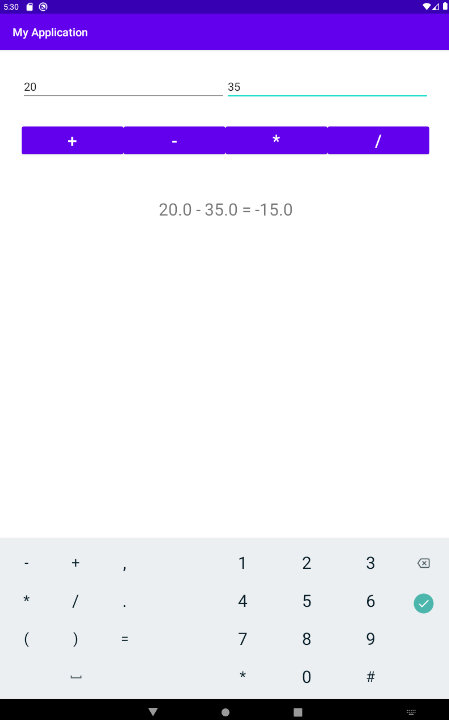 5:30
My Application
20 35
+ - * /
20.0 - 35.0 = -15.0
- + , 1 2 3
* / . 4 5 6
( ) = 7 8 9
* 0 #